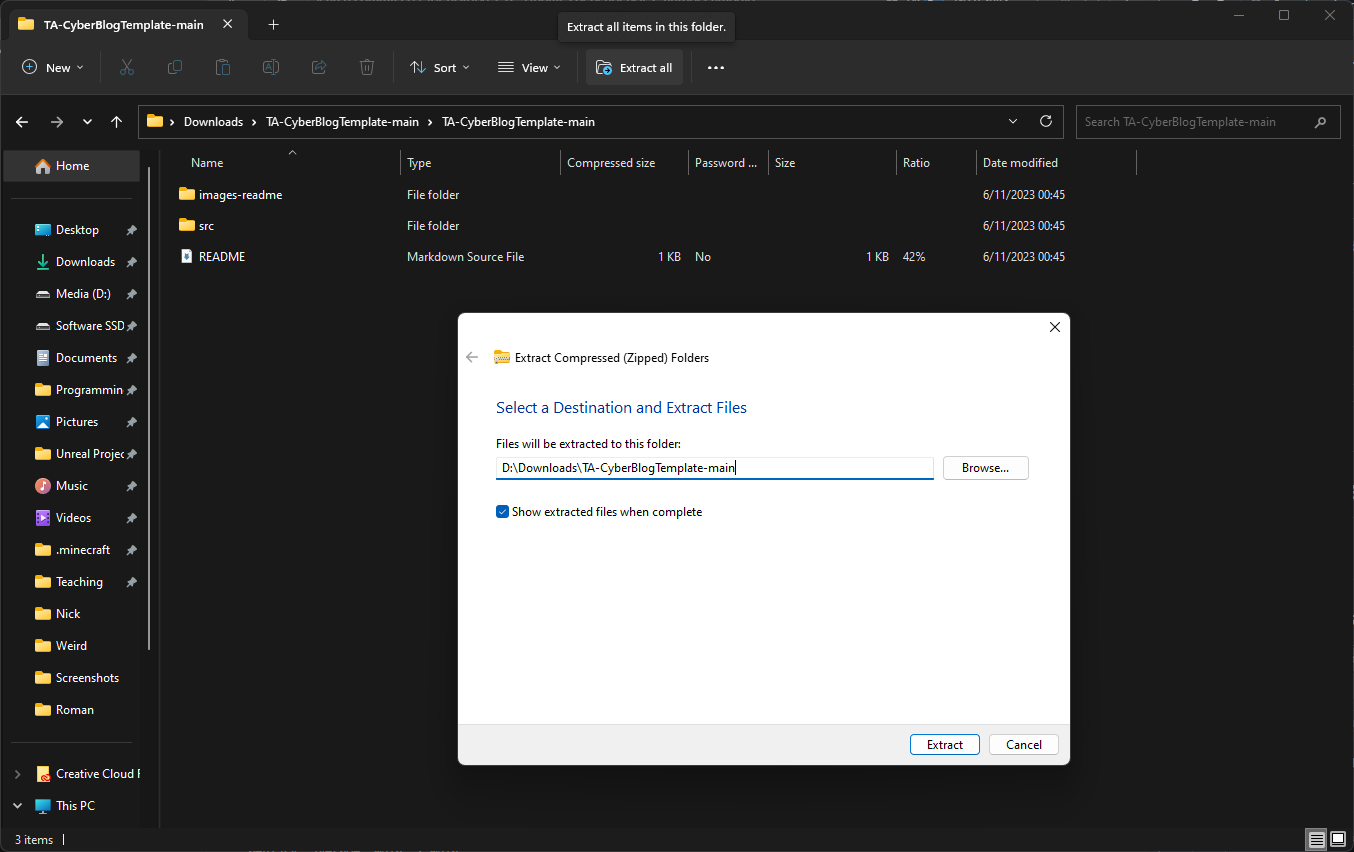 TA-CyberBlogTemplate-main
Extract all items in this folder.
New
Sort
View
Extract all
Downloads
TA-CyberBlogTemplate-main
TA-CyberBlogTemplate-main
Search TA-CyberBlogTemplate-main
Home
Name
Type
Compressed size
Password ...
Size
Ratio
Date modified
images-readme
File folder
6/11/2023 00:45
src
File folder
6/11/2023 00:45
README
Markdown Source File
1 KB
No
1 KB
42%
6/11/2023 00:45
Desktop
Downloads
Media (D:)
Software SSD
Documents
Programmin
Pictures
Unreal Projec
Music
Videos
.minecraft
Teaching
Nick
Weird
Screenshots
Roman
Creative Cloud F
This PC
3 items
Extract Compressed (Zipped) Folders
Select a Destination and Extract Files
Files will be extracted to this folder:
D:\Downloads\TA-CyberBlogTemplate-main
Browse...
Show extracted files when complete
Extract
Cancel